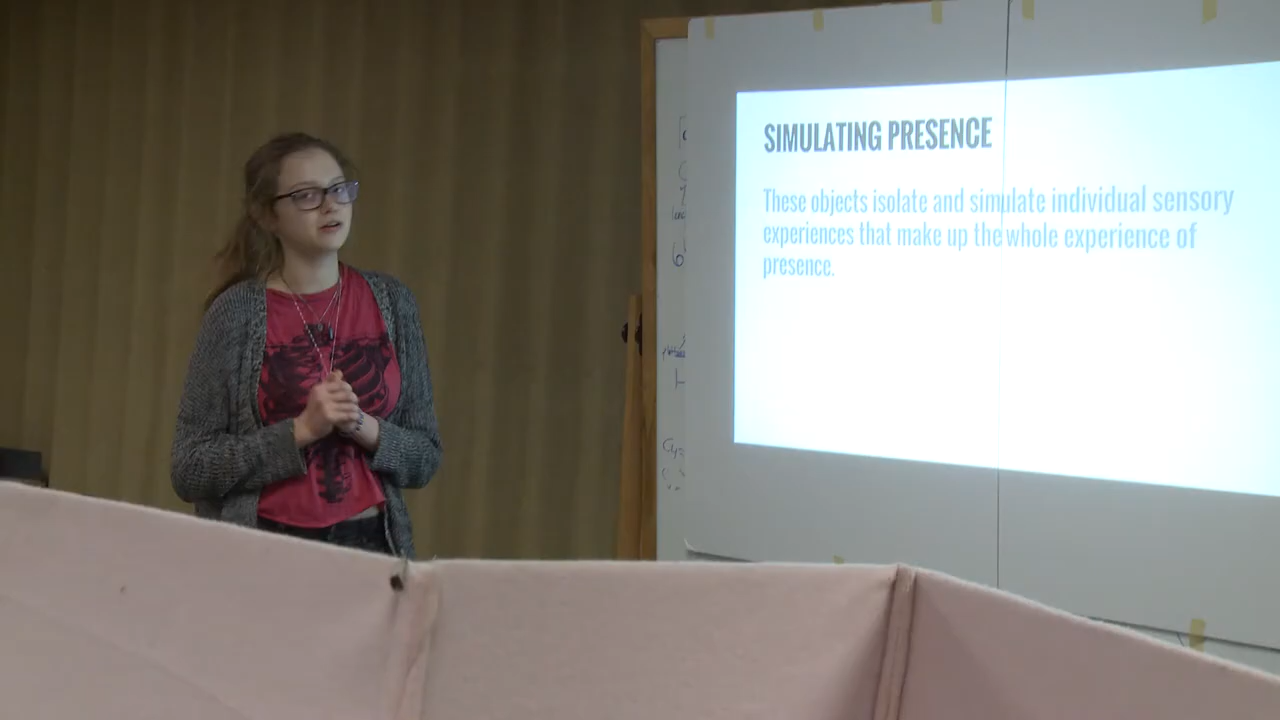 SIMULATING PRESENCE
These objects isolate and simulate individual sensory
experiences that make up the whole experience of
presence.